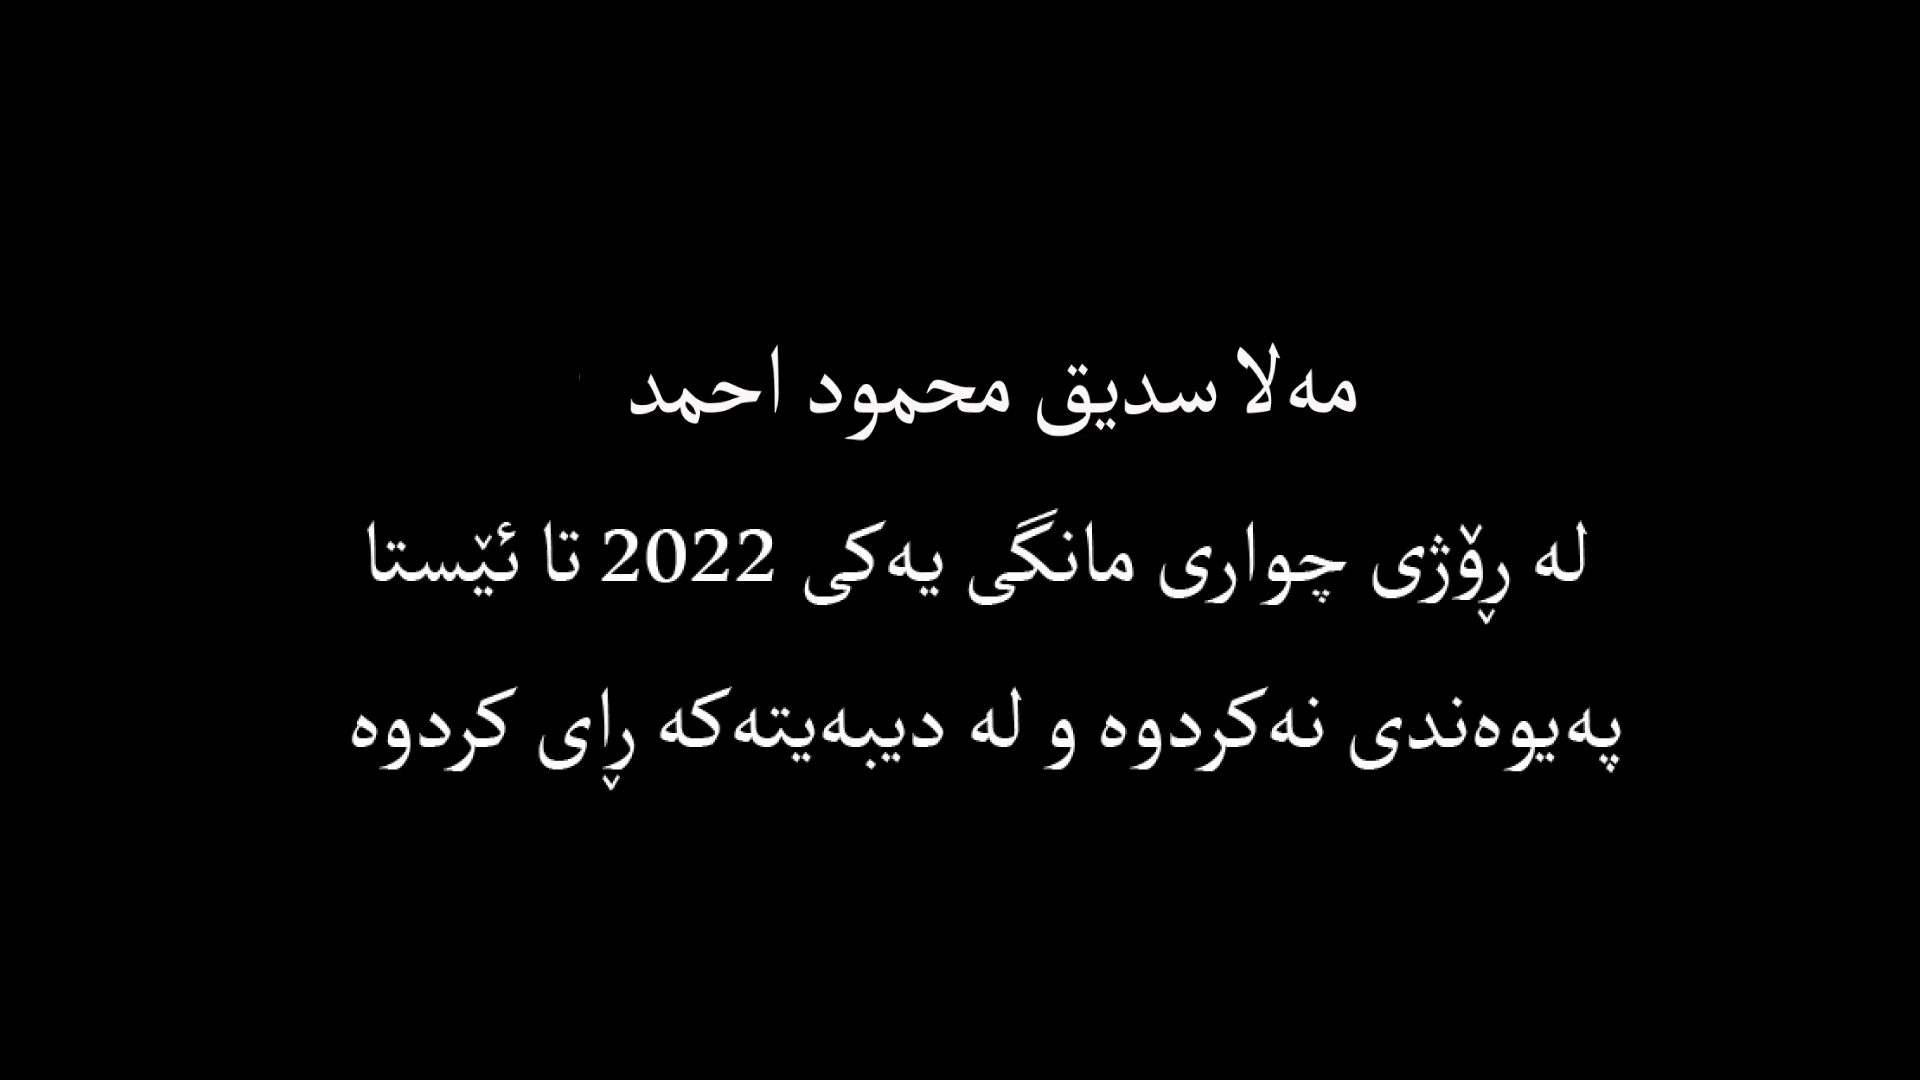 مەلا سدیق محمود احمد
لە ڕۆژی چواری مانگی یەکی 2022 تا ئێستا
پەیوەندی نەکردوە و لە دیبەیتەکە ڕای کردوە